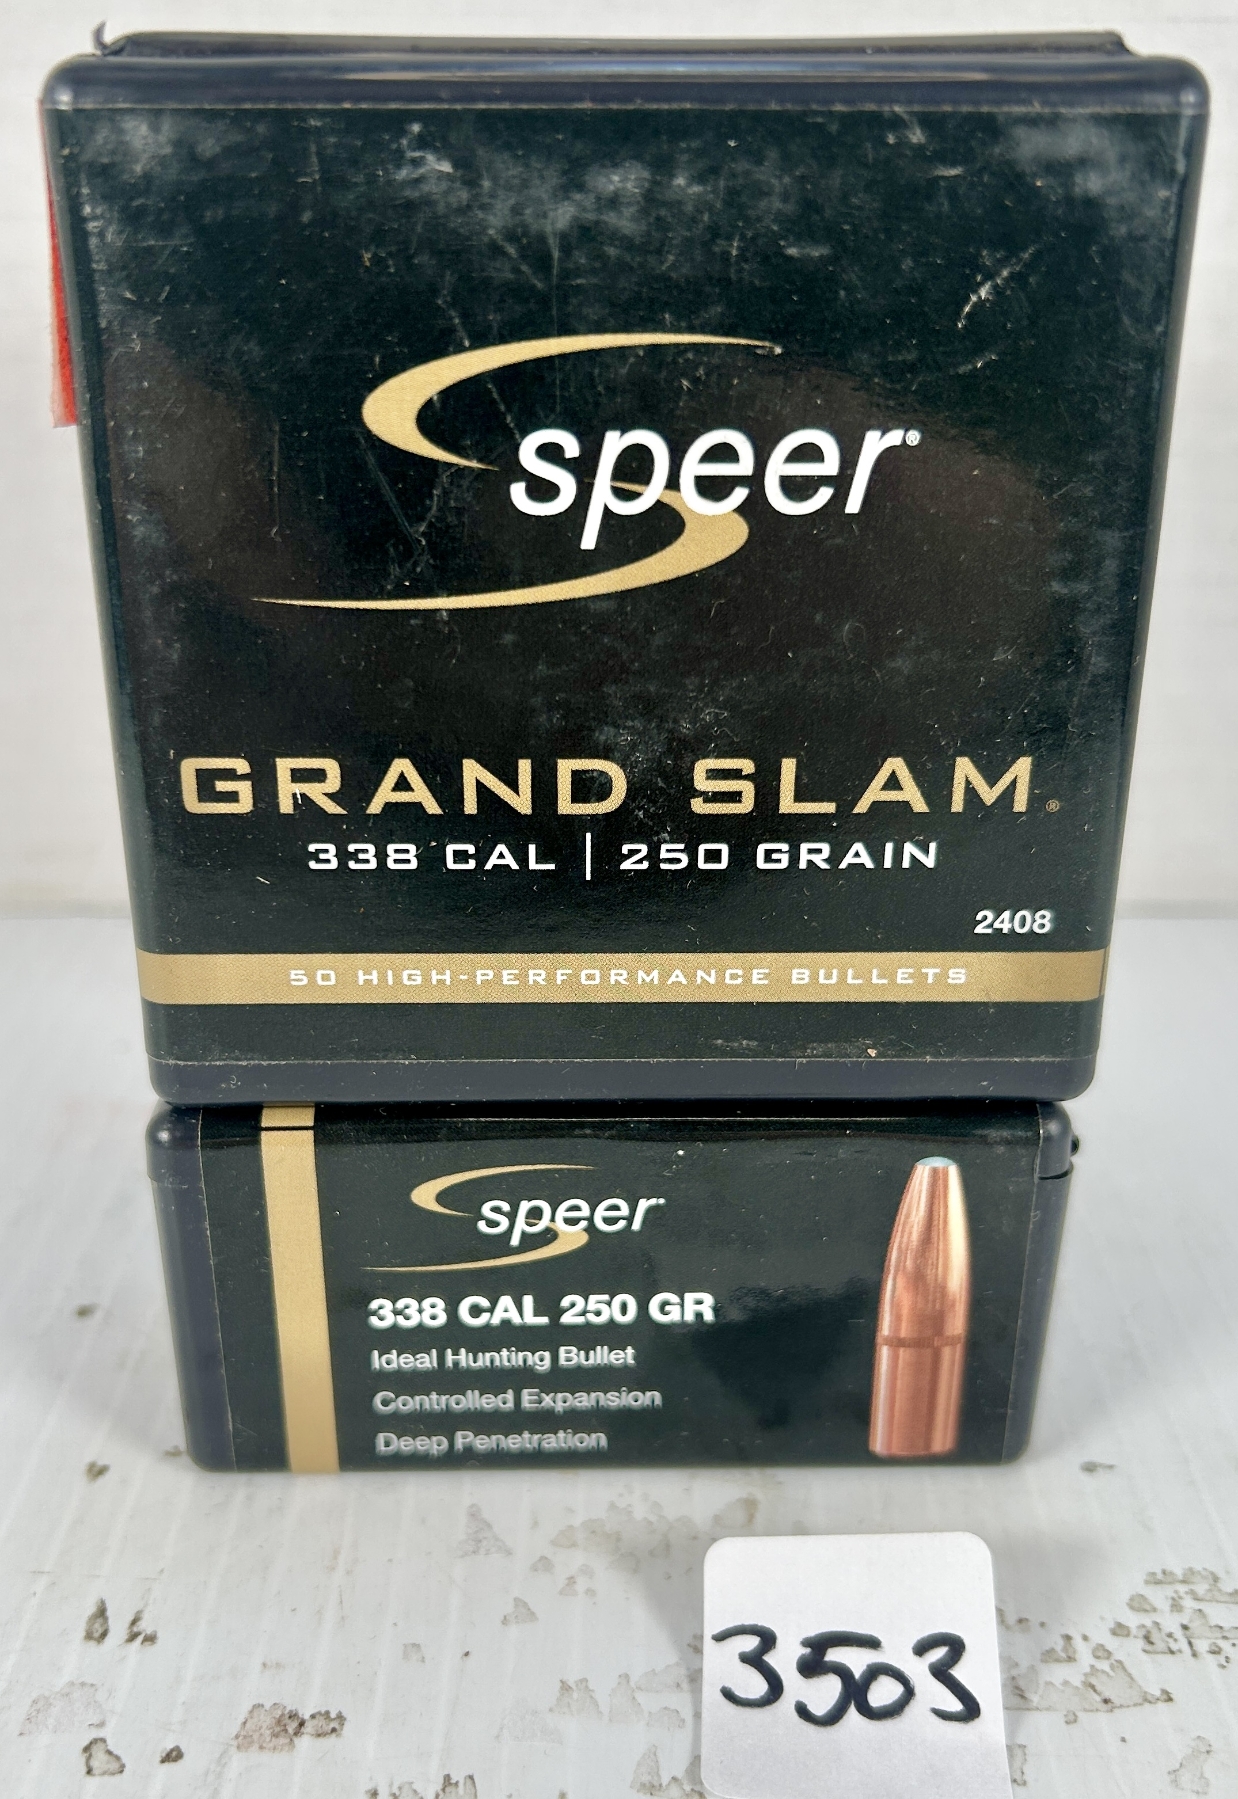 speer®
GRAND SLAM®
338 CAL | 250 GRAIN
2408
50 HIGH-PERFORMANCE BULLETS
speer
338 CAL 250 GR
Ideal Hunting Bullet
Controlled Expansion
Deep Penetration
3503